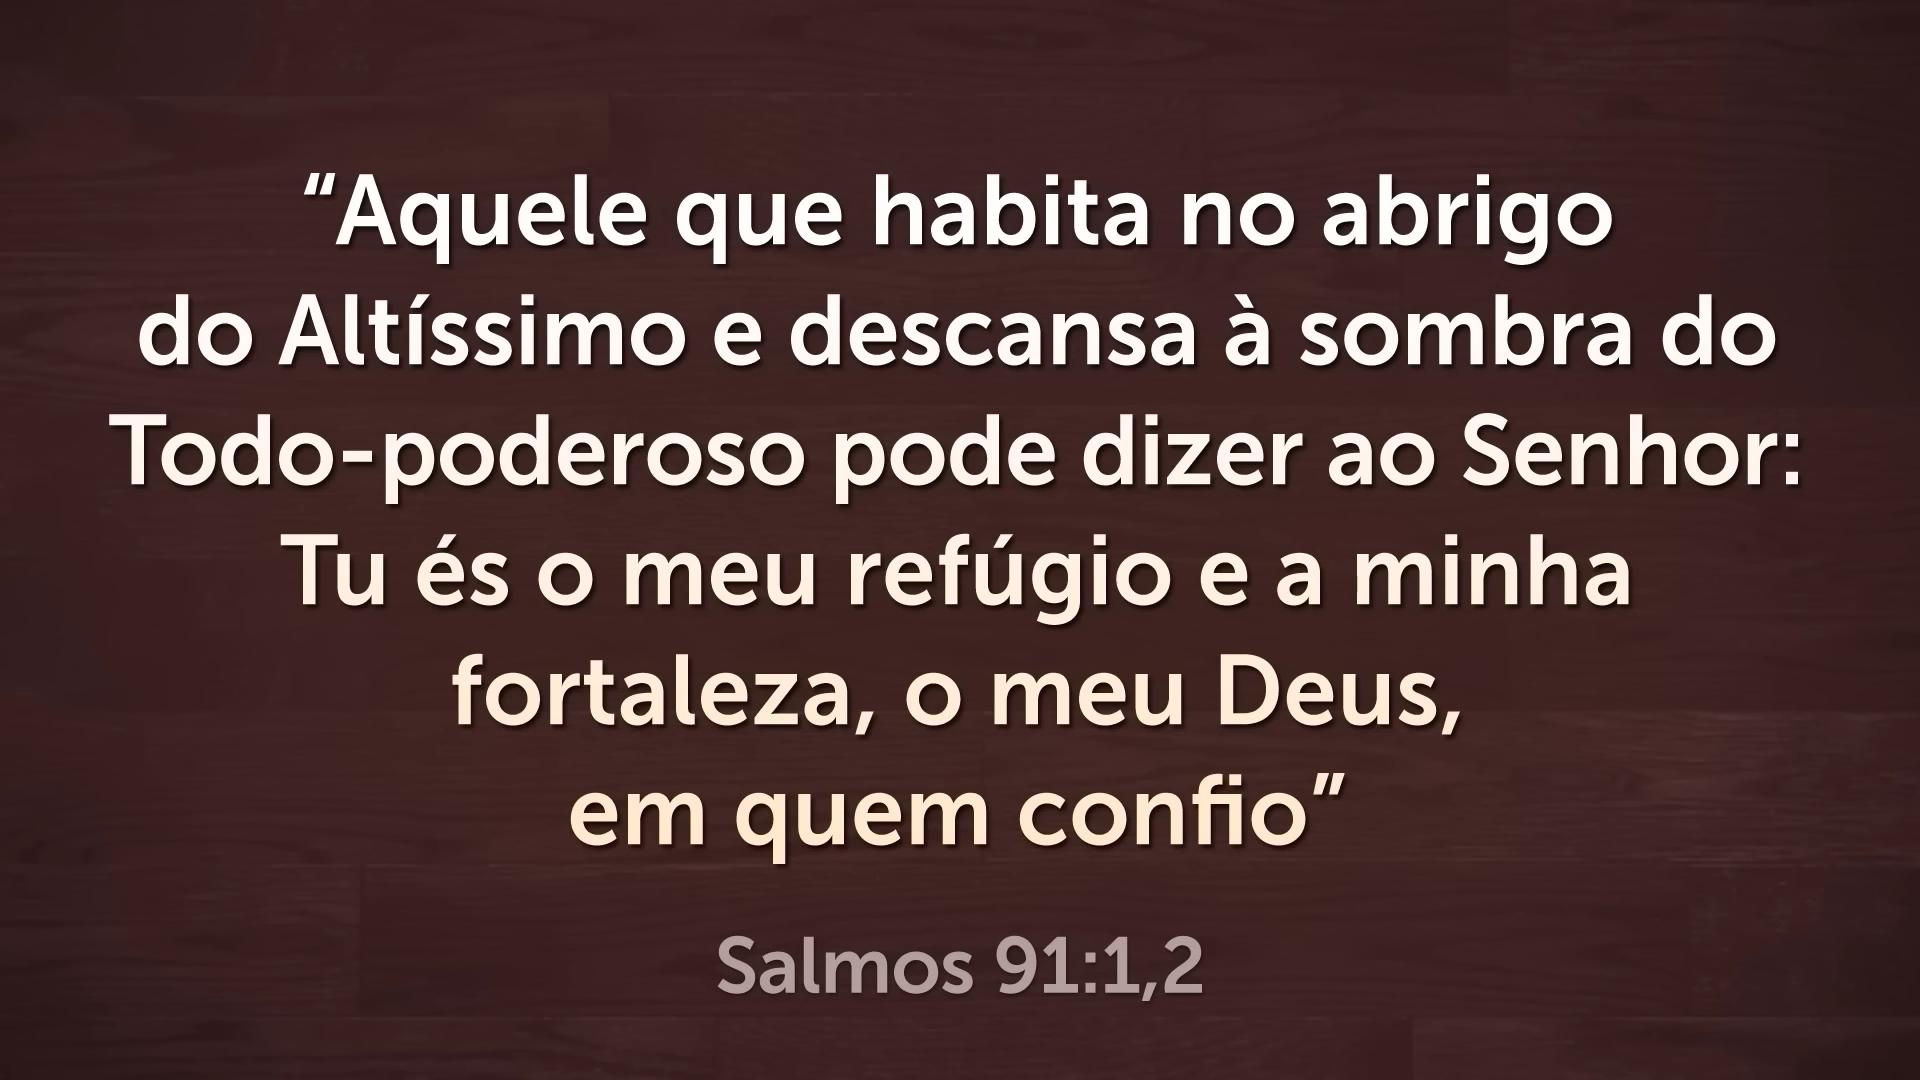 “Aquele que habita no abrigo
do Altíssimo e descansa à sombra do
Todo-poderoso pode dizer ao Senhor:
Tu és o meu refúgio e a minha
fortaleza, o meu Deus,
em quem confio”
Salmos 91:1,2